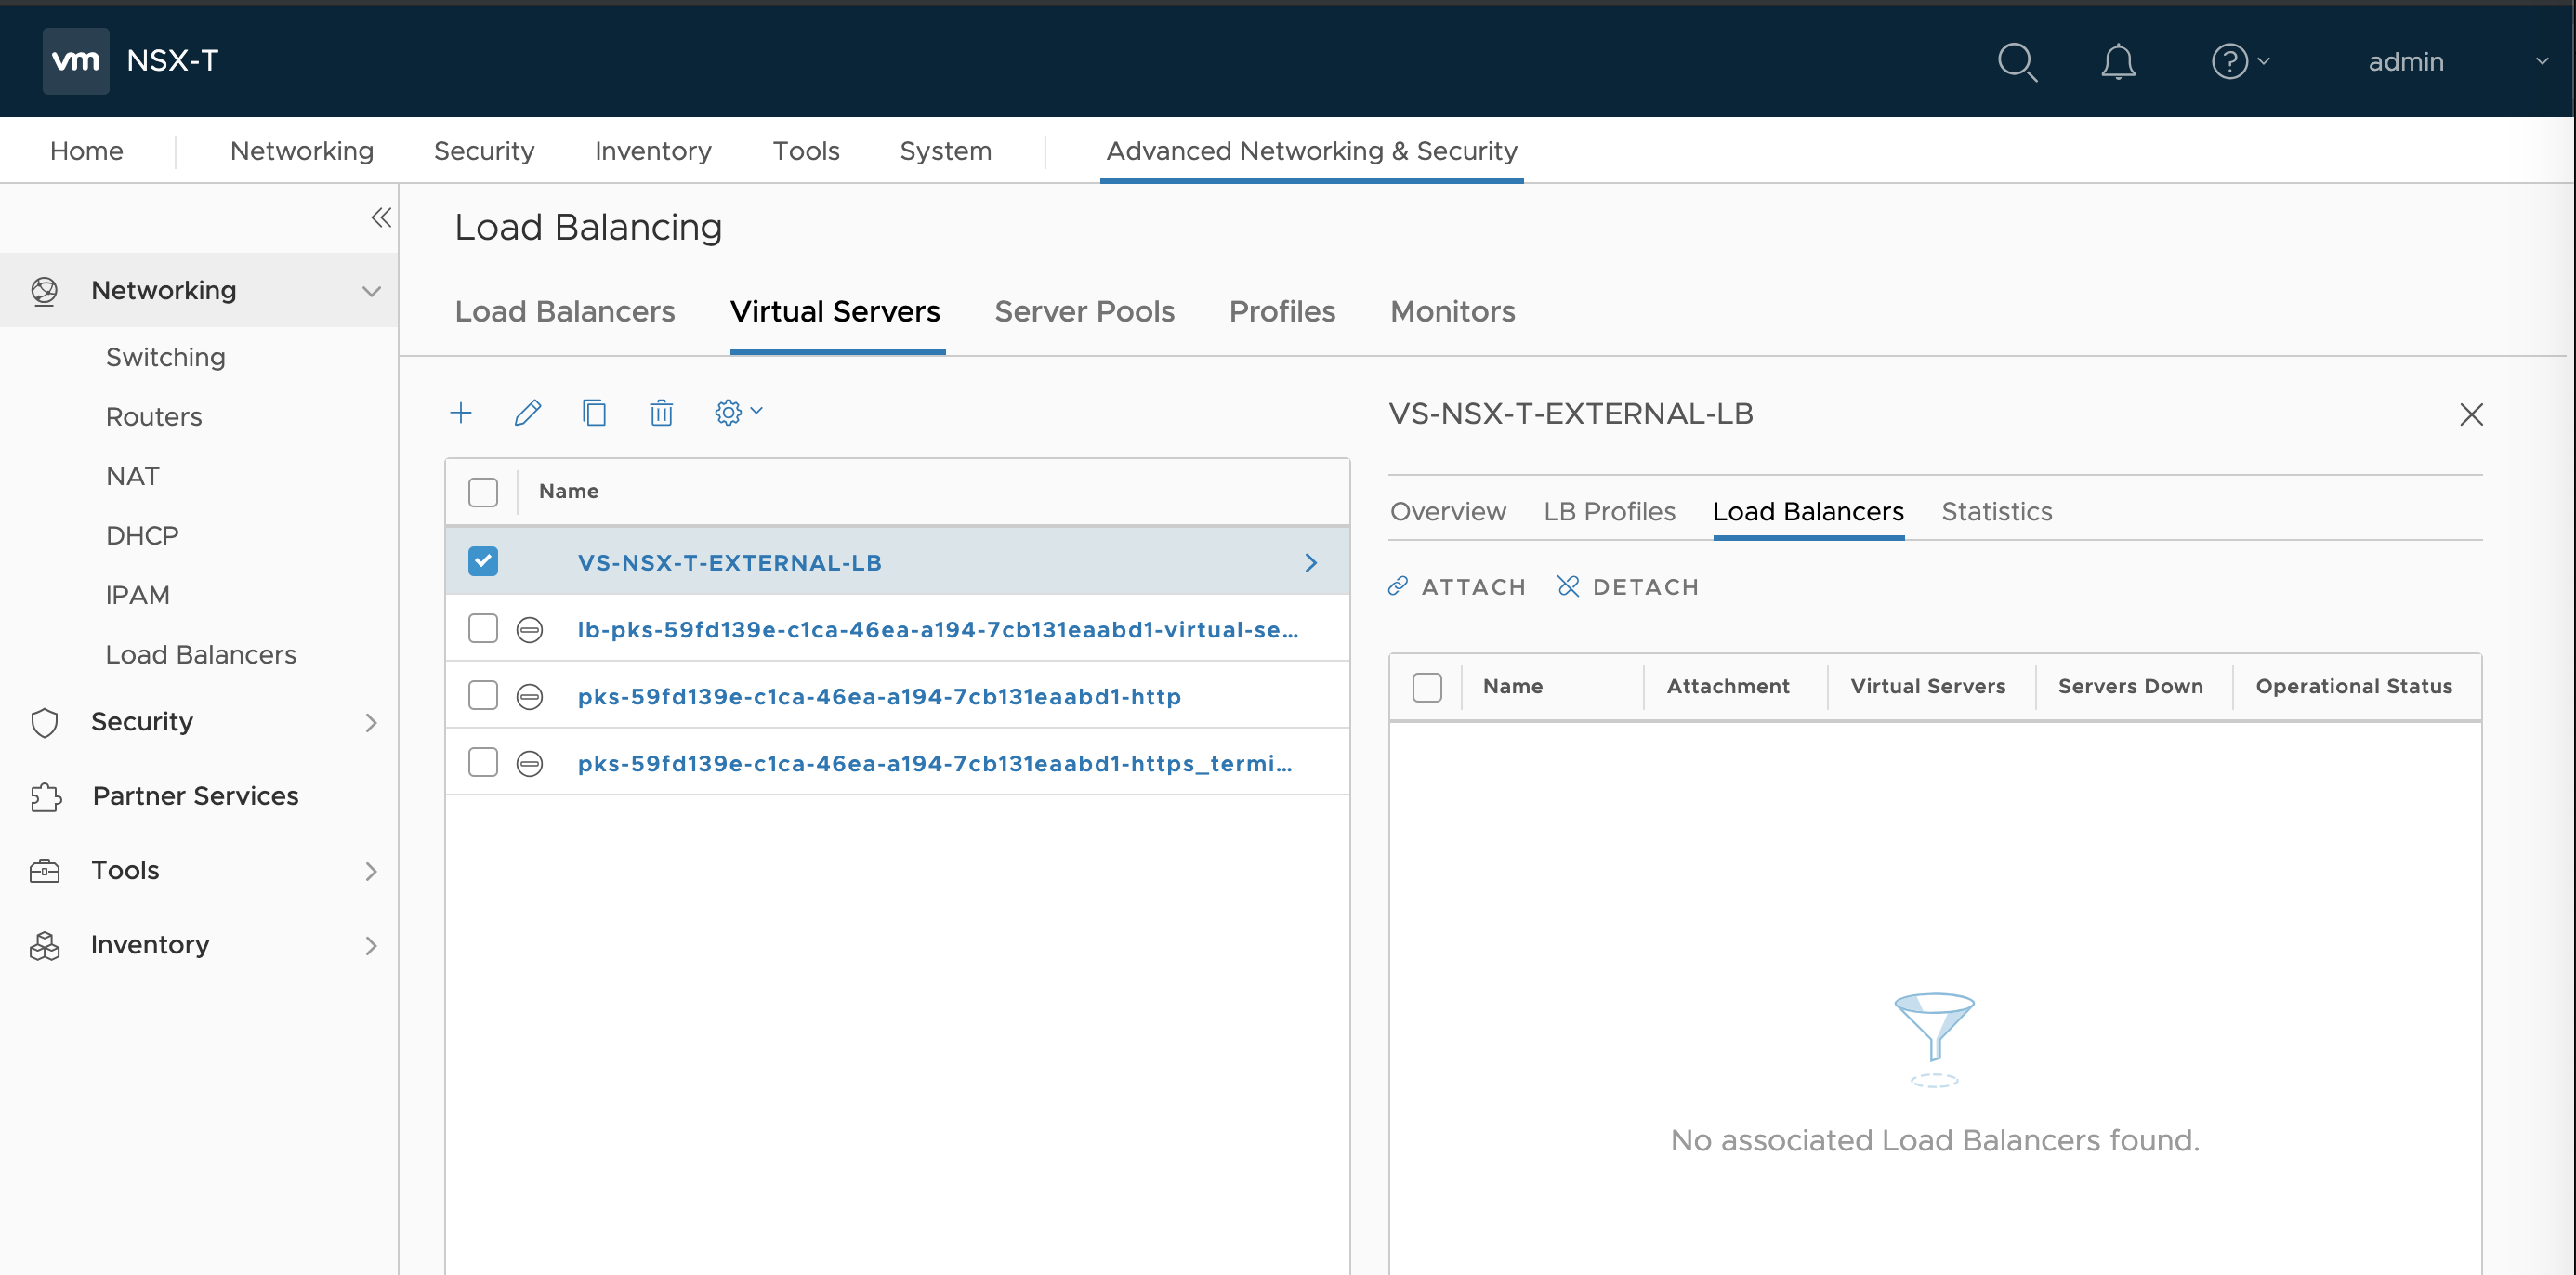 vm NSX-T
admin
Home Networking Security Inventory Tools System Advanced Networking & Security
Load Balancing
Networking
Switching
Routers
NAT
DHCP
IPAM
Load Balancers
Security
Partner Services
Tools
Inventory
Load Balancers Virtual Servers Server Pools Profiles Monitors
Name
VS-NSX-T-EXTERNAL-LB
lb-pks-59fd139e-c1ca-46ea-a194-7cb131eaabd1-virtual-se...
pks-59fd139e-c1ca-46ea-a194-7cb131eaabd1-http
pks-59fd139e-c1ca-46ea-a194-7cb131eaabd1-https_termi...
VS-NSX-T-EXTERNAL-LB
Overview LB Profiles Load Balancers Statistics
ATTACH DETACH
Name Attachment Virtual Servers Servers Down Operational Status
No associated Load Balancers found.